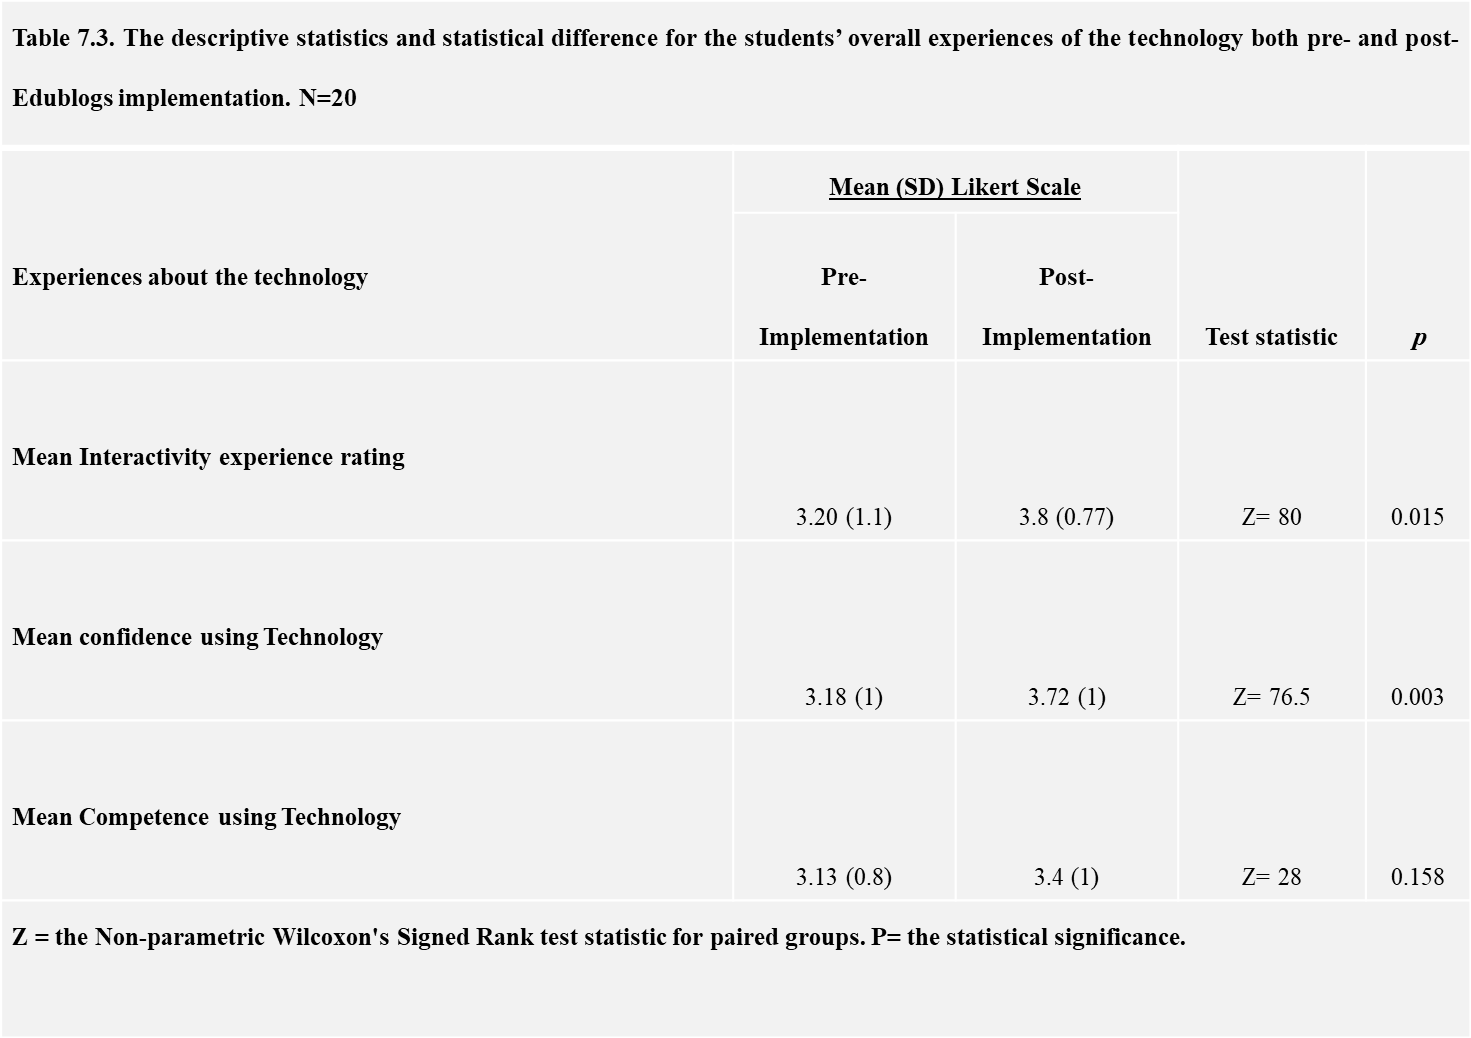 Table 7.3. The descriptive statistics and statistical difference for the students’ overall experiences of the technology both pre- and post-
Edublogs implementation. N=20
Mean (SD) Likert Scale
Experiences about the technology
Pre-
Implementation
Post-
Implementation
Test statistic
p
Mean Interactivity experience rating
3.20 (1.1)
3.8 (0.77)
Z= 80
0.015
Mean confidence using Technology
3.18 (1)
3.72 (1)
Z= 76.5
0.003
Mean Competence using Technology
3.13 (0.8)
3.4 (1)
Z= 28
0.158
Z = the Non-parametric Wilcoxon's Signed Rank test statistic for paired groups. P= the statistical significance.